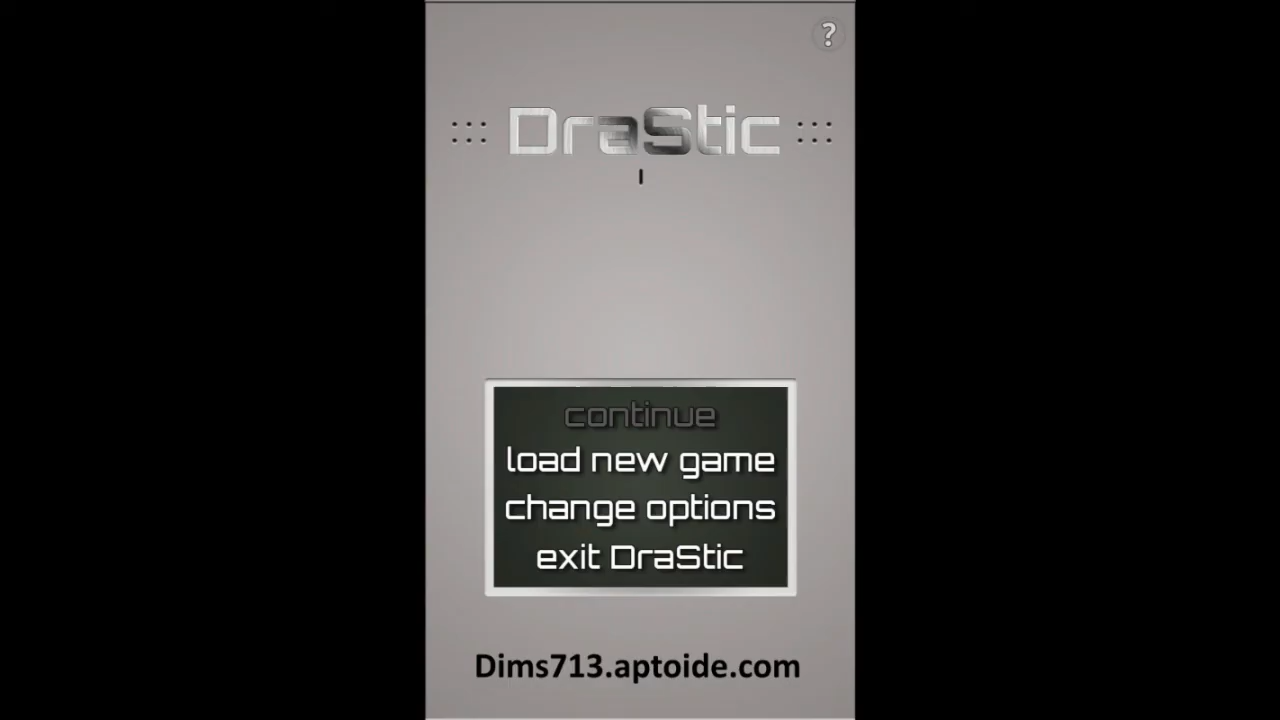 ?
DraStic
continue
load new game
change options
exit DraStic
Dims713.aptoide.com